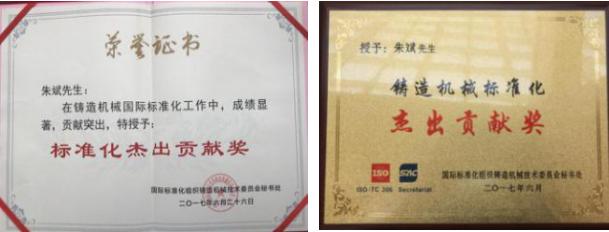 荣誉证书
朱斌先生：
在铸造机械国际标准化工作中，成绩显
著，贡献突出，特授予：
标准化杰出贡献奖
国际标准化组织铸造机械技术委员会秘书处
二〇一七年六月二十六日
授予：朱斌先生
铸造机械标准化
杰出贡献奖
ISO SAC
ISO/TC 306 Secretariat
国际标准化组织铸造机械技术委员会秘书处
二〇一七年六月